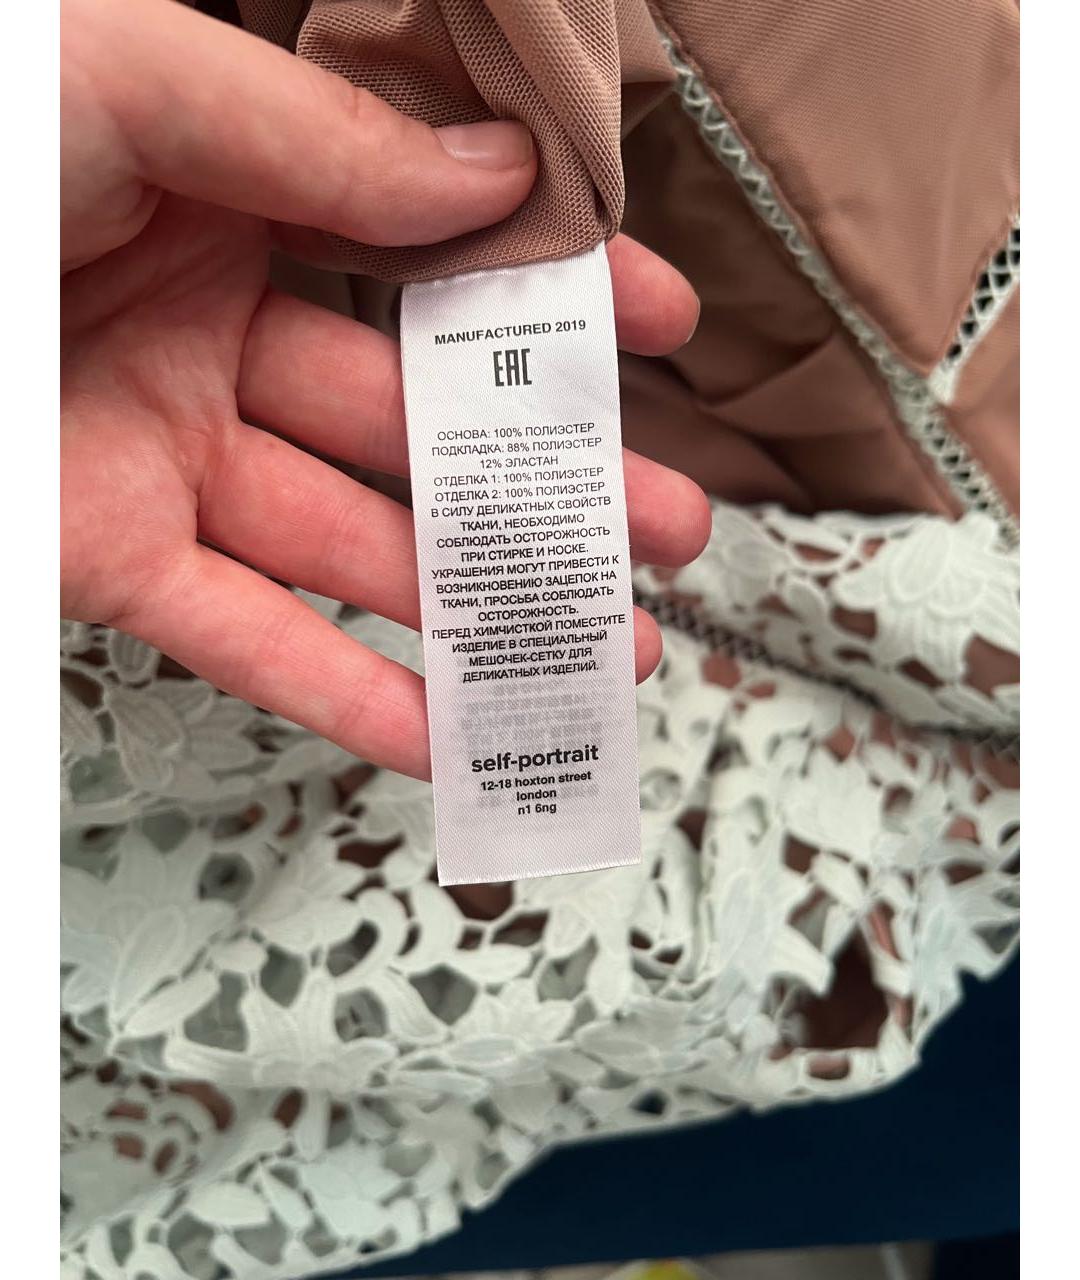 MANUFACTURED 2019
EAC
ОСНОВА: 100% ПОЛИЭСТЕР
ПОДКЛАДКА: 88% ПОЛИЭСТЕР
12% ЭЛАСТАН
ОТДЕЛКА 1: 100% ПОЛИЭСТЕР
ОТДЕЛКА 2: 100% ПОЛИЭСТЕР
В СИЛУ ДЕЛИКАТНЫХ СВОЙСТВ
ТКАНИ, НЕОБХОДИМО
СОБЛЮДАТЬ ОСТОРОЖНОСТЬ
ПРИ СТИРКЕ И НОСКЕ.
УКРАШЕНИЯ МОГУТ ПРИВЕСТИ К
ВОЗНИКНОВЕНИЮ ЗАЦЕПОК НА
ТКАНИ, ПРОСЬБА СОБЛЮДАТЬ
ОСТОРОЖНОСТЬ.
ПЕРЕД ХИМЧИСТКОЙ ПОМЕСТИТЕ
ИЗДЕЛИЕ В СПЕЦИАЛЬНЫЙ
МЕШОЧЕК-СЕТКУ ДЛЯ
ДЕЛИКАТНЫХ ИЗДЕЛИЙ.
self-portrait
12-18 hoxton street
london
n1 6ng